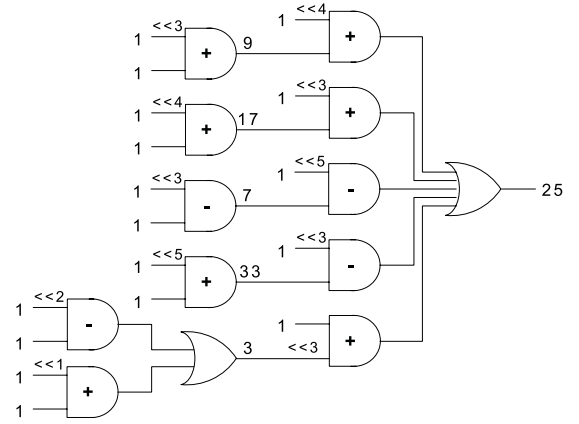 <<3 <<4
1 + 9 1 +
1
<<4 <<3
1 + 17 1 +
1
<<3 <<5
1 - 7 1 - 25
1
<<5 <<3
1 + 33 1 -
1
<<2
1 - 1 +
1 3 <<3
<<1
1 +
1